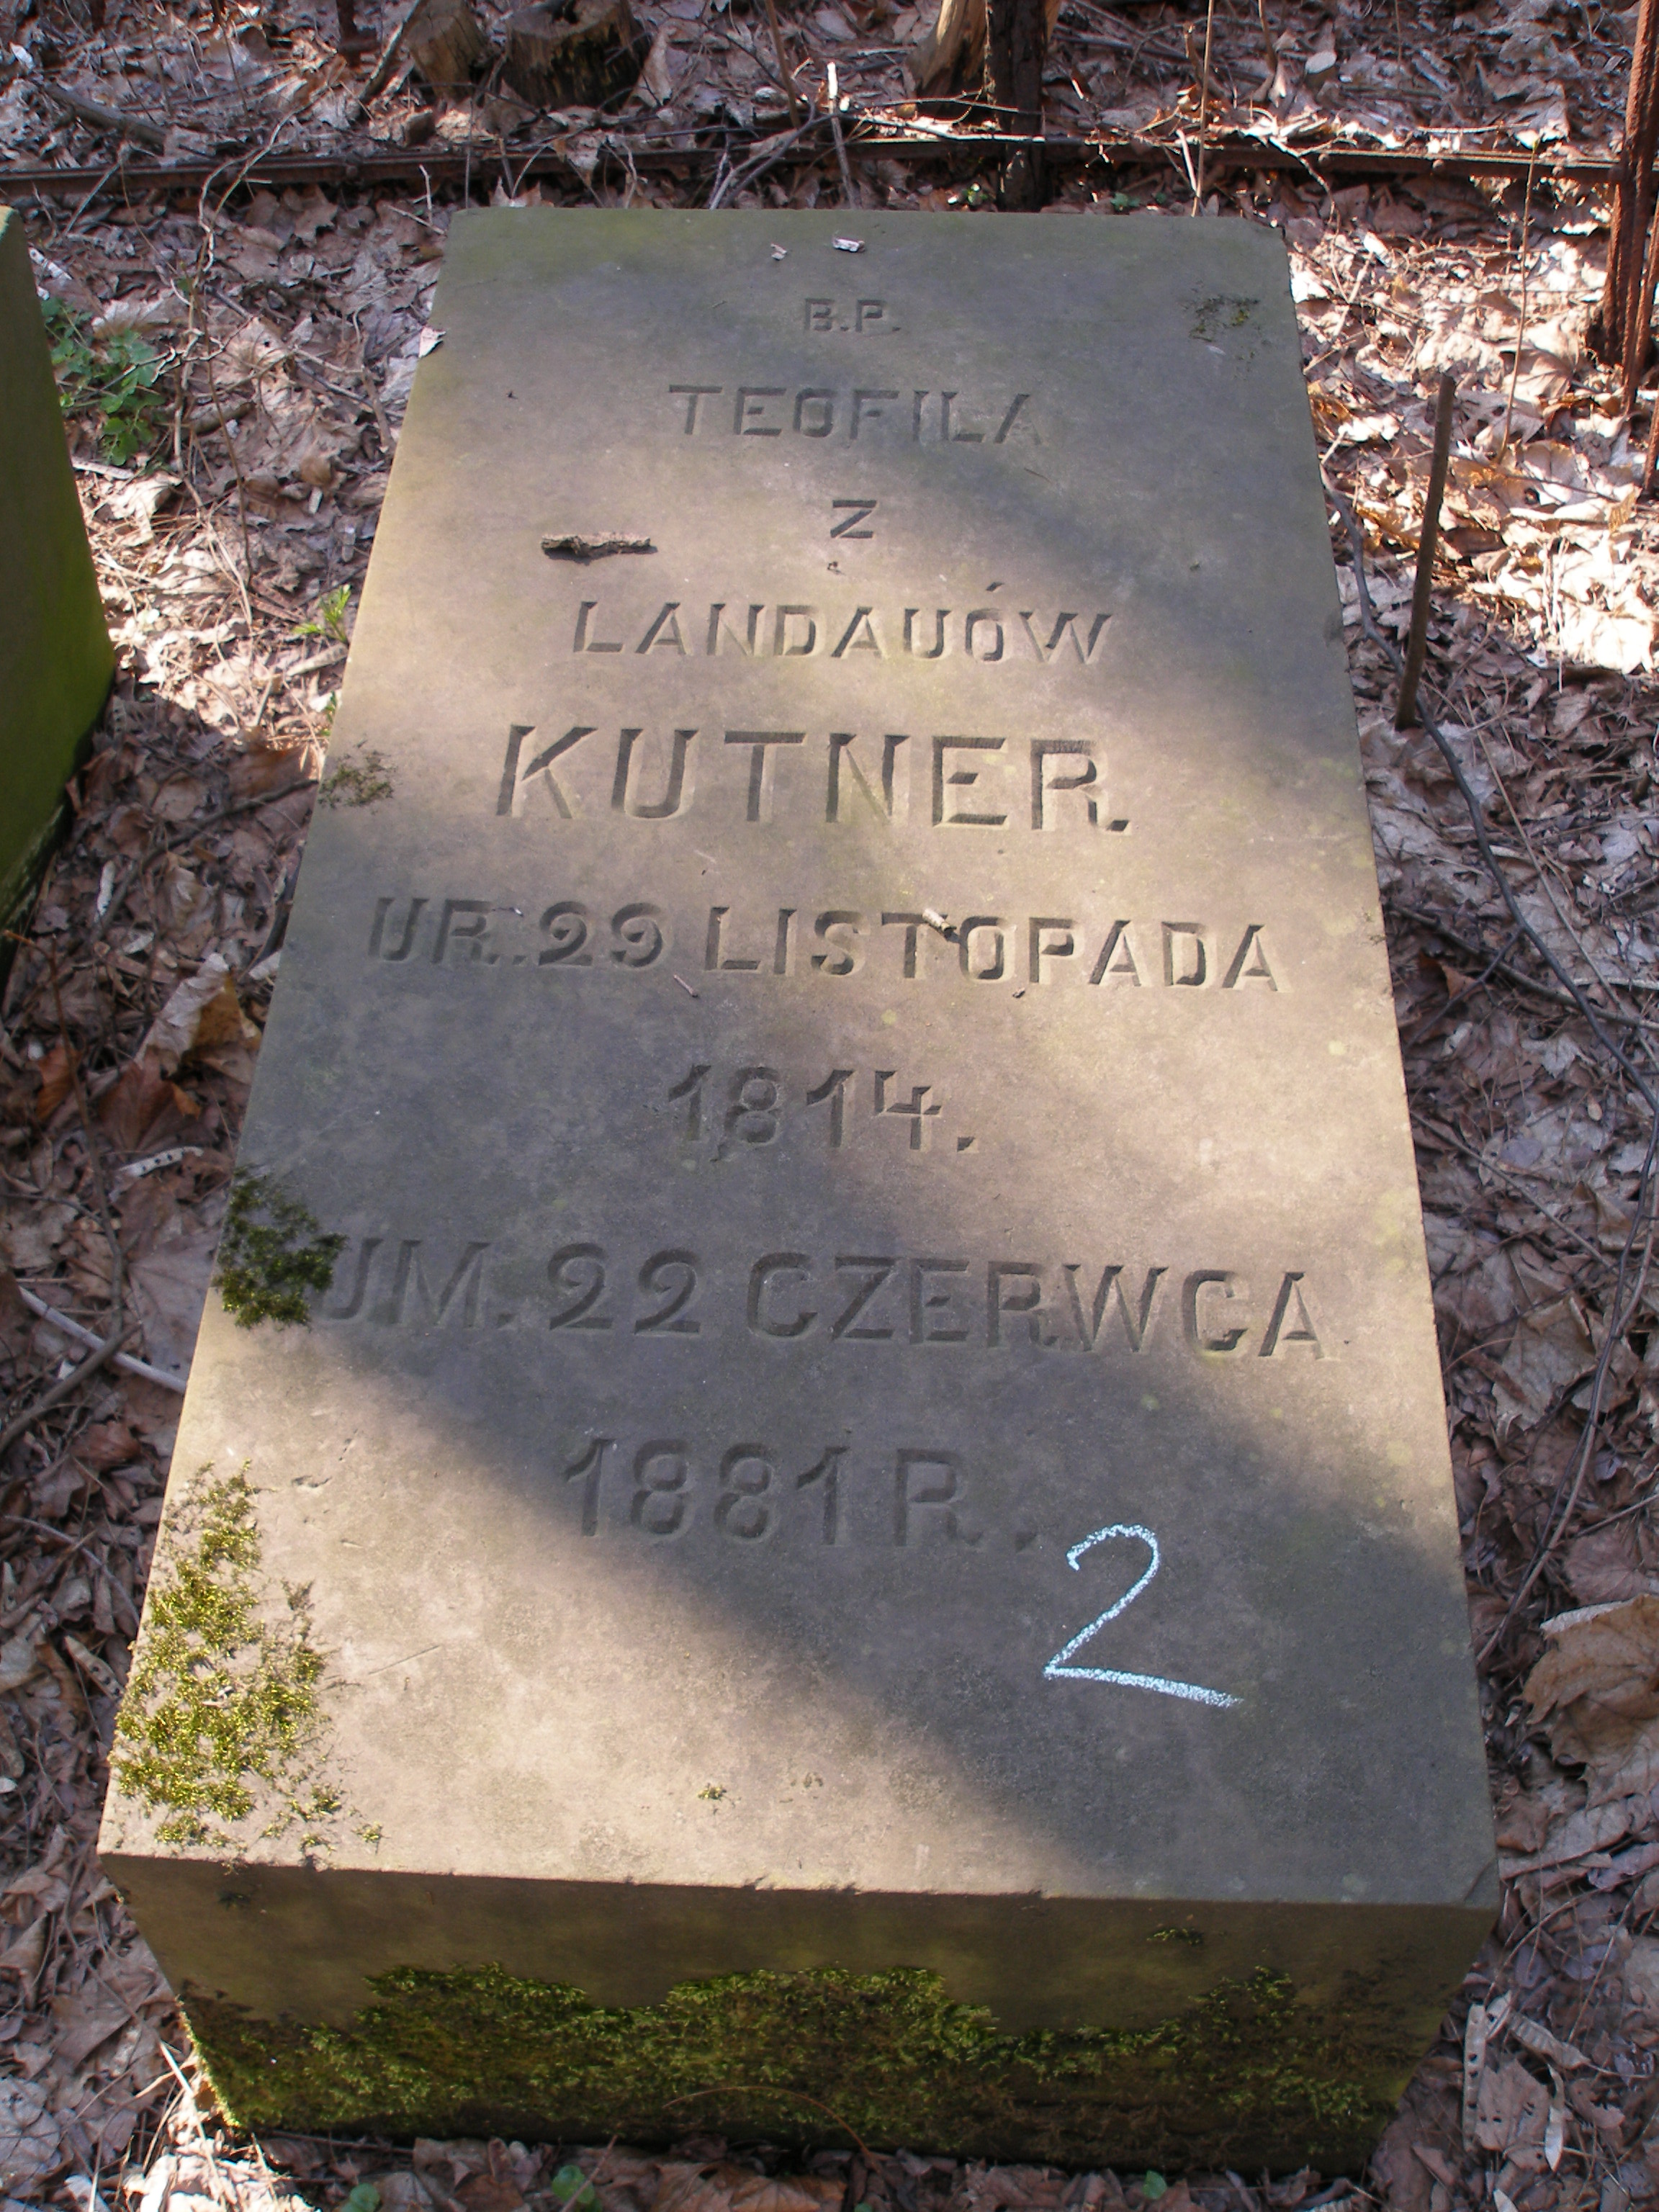 B.P.
TEOFILA
Z
LANDAUÓW
KUTNER.
UR. 29 LISTOPADA
1814.
UM. 22 CZERWCA
1881 R.
2